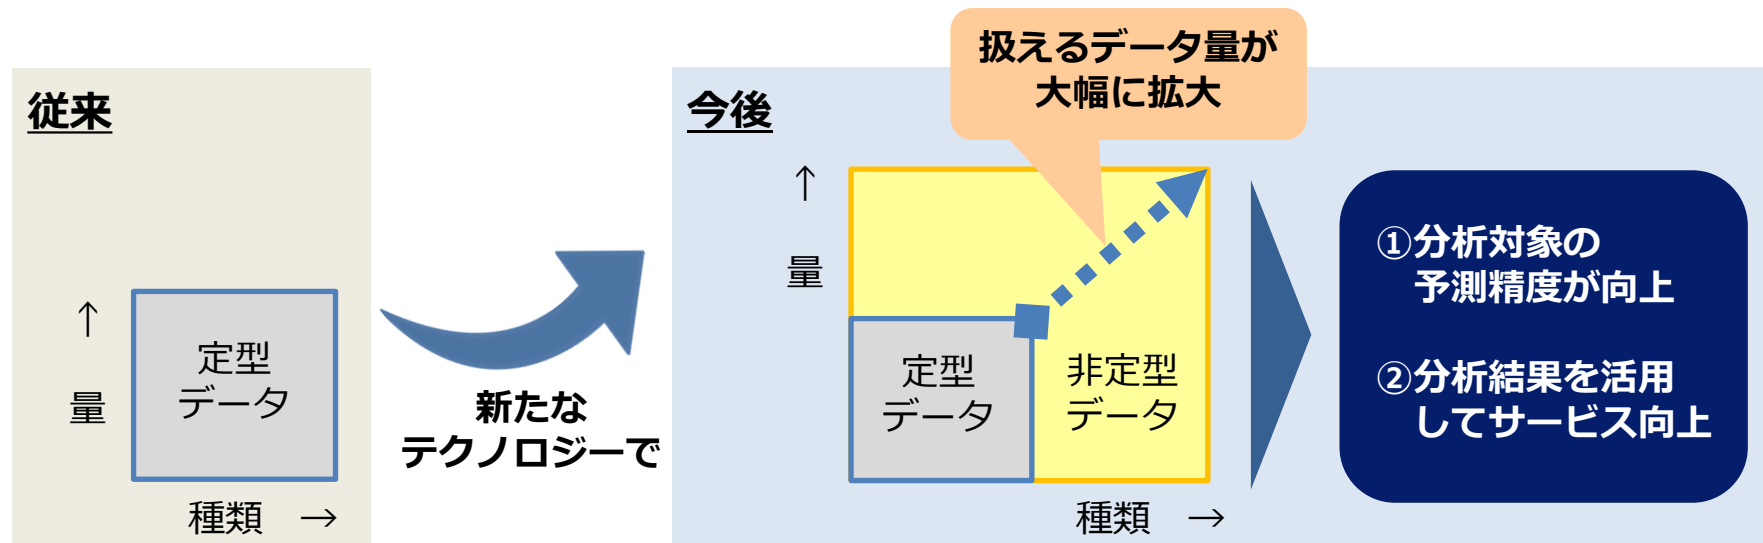 従来
↑
量
定型
データ
種類 →
新たな
テクノロジーで
今後
扱えるデータ量が
大幅に拡大
↑
量
定型
データ
非定型
データ
種類 →
①分析対象の
予測精度が向上
②分析結果を活用
してサービス向上